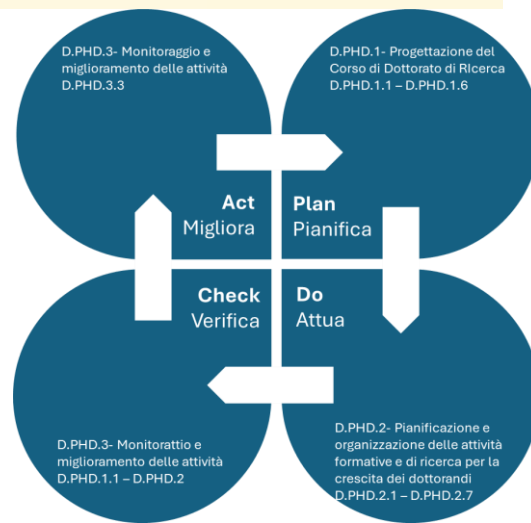 D.PHD.3- Monitoraggio e
miglioramento delle attività
D.PHD.3.3
D.PHD.1- Progettazione del
Corso di Dottorato di RIcerca
D.PHD.1.1 – D.PHD.1.6
Act
Migliora
Plan
Pianifica
Check
Verifica
Do
Attua
D.PHD.3- Monitorattio e
miglioramento delle attività
D.PHD.1.1 – D.PHD.2
D.PHD.2- Pianificazione e
organizzazione delle attività
formative e di ricerca per la
crescita dei dottorandi
D.PHD.2.1 – D.PHD.2.7